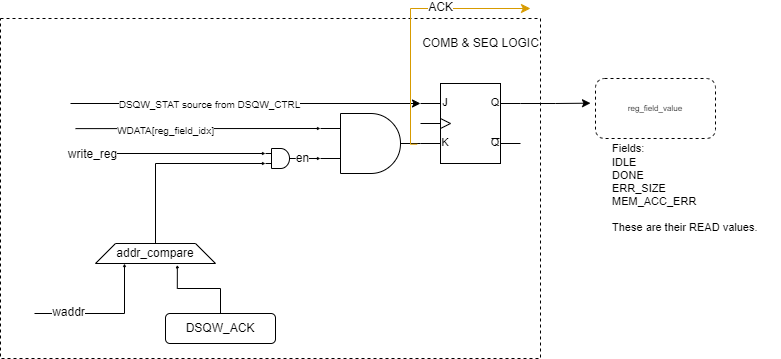 ACK
COMB & SEQ LOGIC
DSQW_STAT source from DSQW_CTRL
J
Q
WDATA[reg_field_idx]
reg_field_value
write_reg
en
K
Q
Fields:
IDLE
DONE
ERR_SIZE
MEM_ACC_ERR
These are their READ values.
addr_compare
waddr
DSQW_ACK